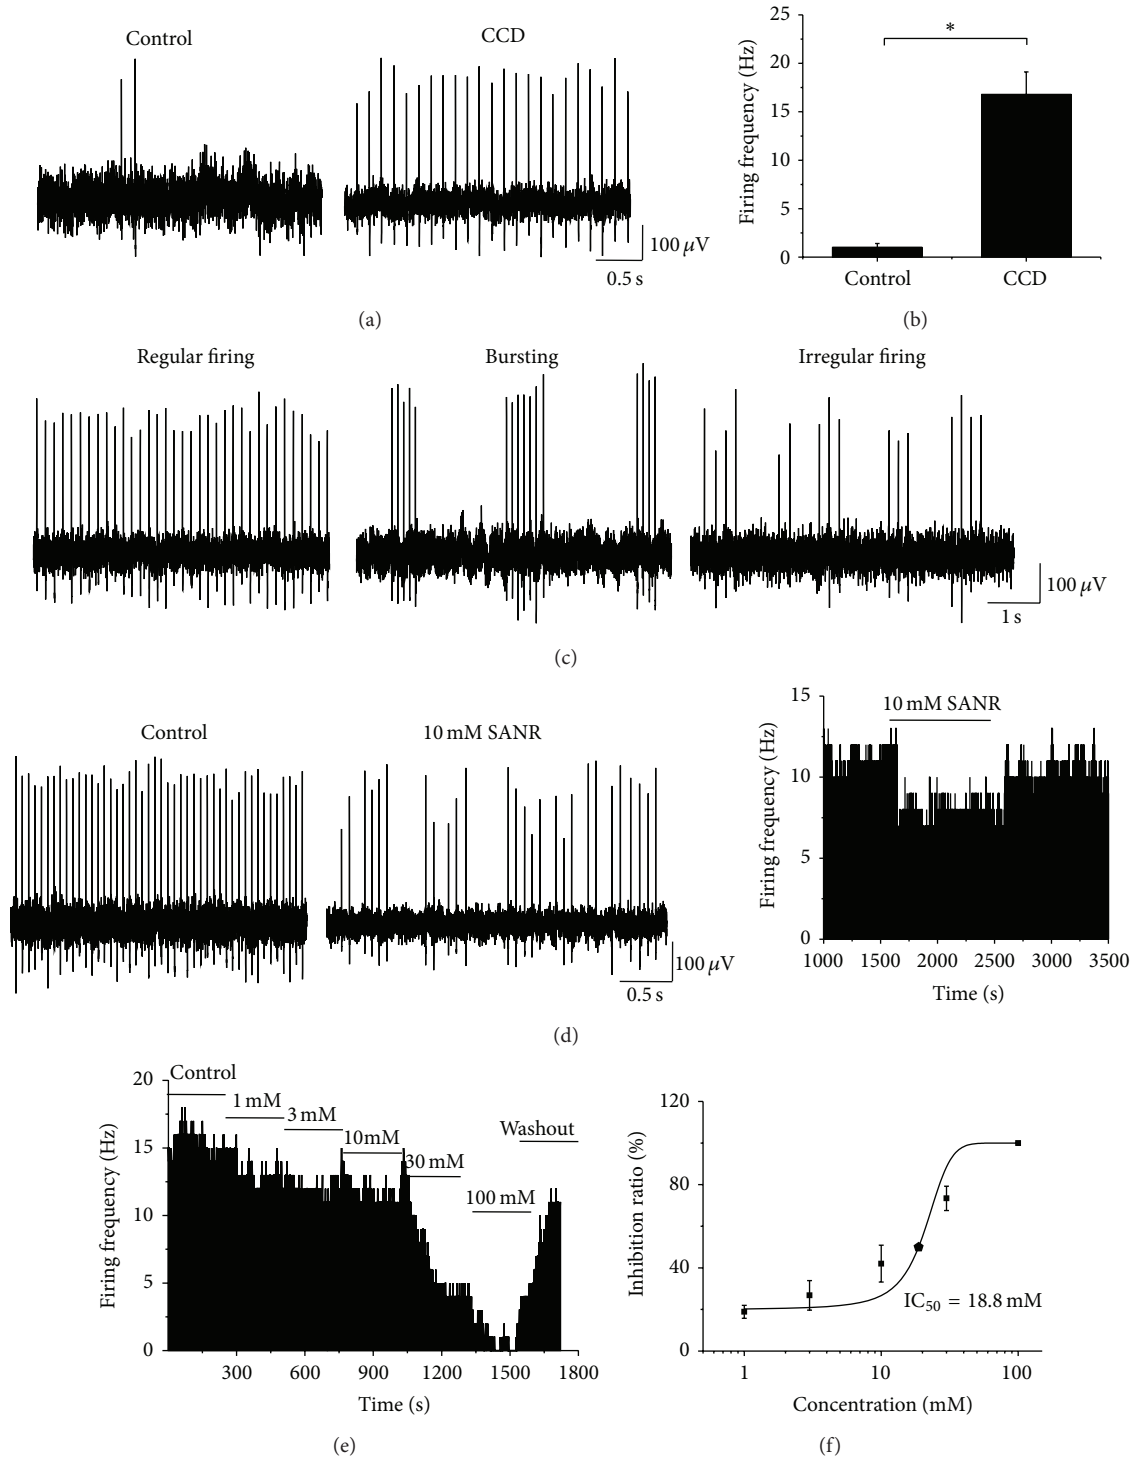 Control
CCD
100 μV
0.5 s
(a)
25
20
15
10
5
0
Firing frequency (Hz)
*
Control
CCD
(b)
Regular firing
Bursting
Irregular firing
100 μV
1 s
(c)
Control
10 mM SANR
100 μV
0.5 s
15
10
5
0
Firing frequency (Hz)
10 mM SANR
1000 1500 2000 2500 3000 3500
Time (s)
(d)
20
15
10
5
0
Firing frequency (Hz)
Control
1 mM
3 mM
10mM
30 mM
100 mM
Washout
300 600 900 1200 1500 1800
Time (s)
(e)
120
80
40
0
Inhibition ratio (%)
IC50 = 18.8 mM
1 10 100
Concentration (mM)
(f)